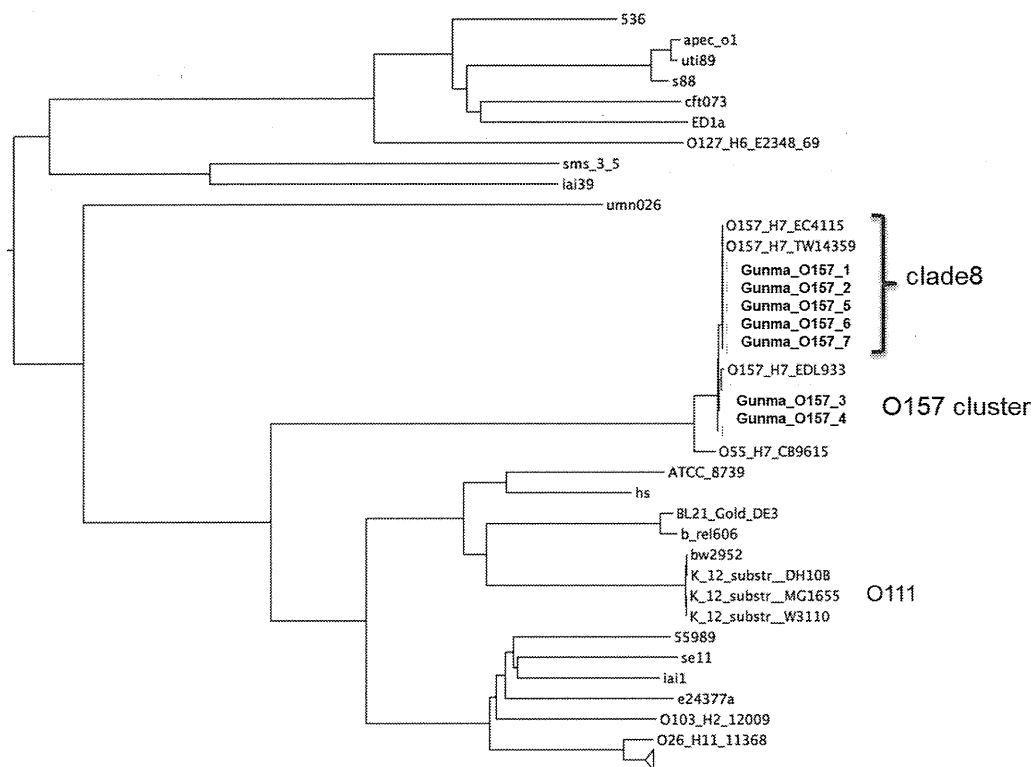 536
apec_o1
uti89
s88
cft073
ED1a
O127_H6_E2348_69
sms_3_5
iai39
umn026
O157_H7_EC4115
O157_H7_TW14359
Gunma_O157_1
Gunma_O157_2
Gunma_O157_5
Gunma_O157_6
Gunma_O157_7
clade8
O157_H7_EDL933
Gunma_O157_3
Gunma_O157_4
O157 cluster
O55_H7_CB9615
ATCC_8739
hs
BL21_Gold_DE3
b_rel606
bw2952
K_12_substr__DH10B
K_12_substr__MG1655
K_12_substr__W3110
O111
55989
se11
iai1
e24377a
O103_H2_12009
O26_H11_11368